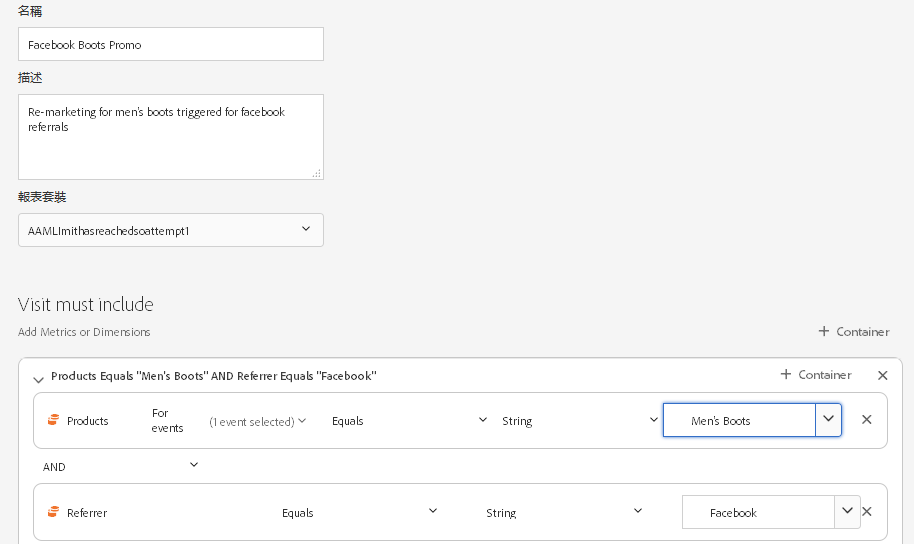 名稱
Facebook Boots Promo
描述
Re-marketing for men's boots triggered for facebook
referrals
報表套裝
AAMLImithasreachedsoattempt1
Visit must include
Add Metrics or Dimensions
+ Container
Products Equals "Men's Boots" AND Referrer Equals "Facebook"
+ Container
Products For events (1 event selected) Equals String Men's Boots
AND
Referrer Equals String Facebook